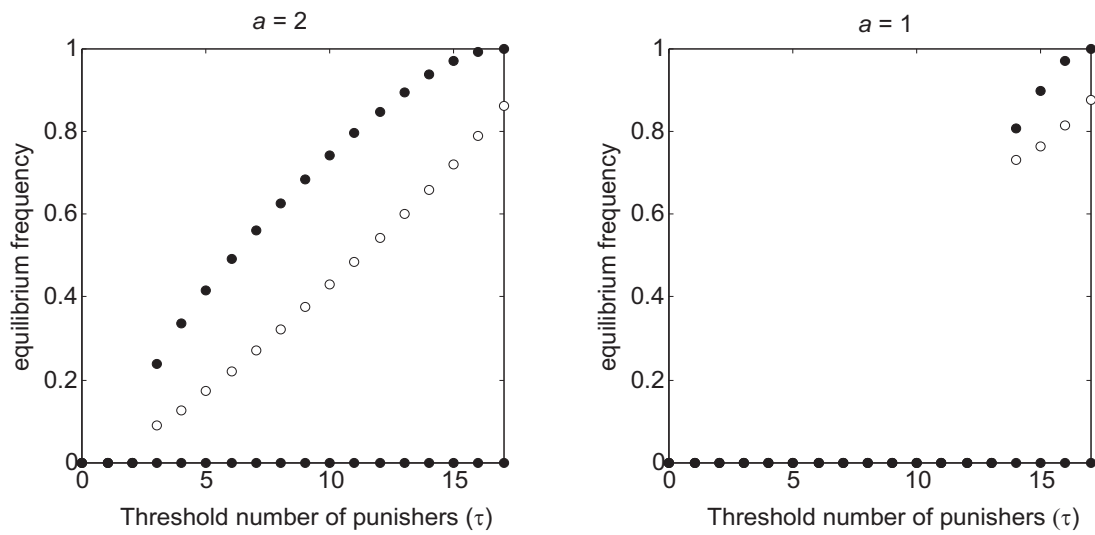 a = 2
1
0.8
0.6
0.4
0.2
0
0 5 10 15
equilibrium frequency
Threshold number of punishers (τ)
a = 1
1
0.8
0.6
0.4
0.2
0
0 5 10 15
equilibrium frequency
Threshold number of punishers (τ)